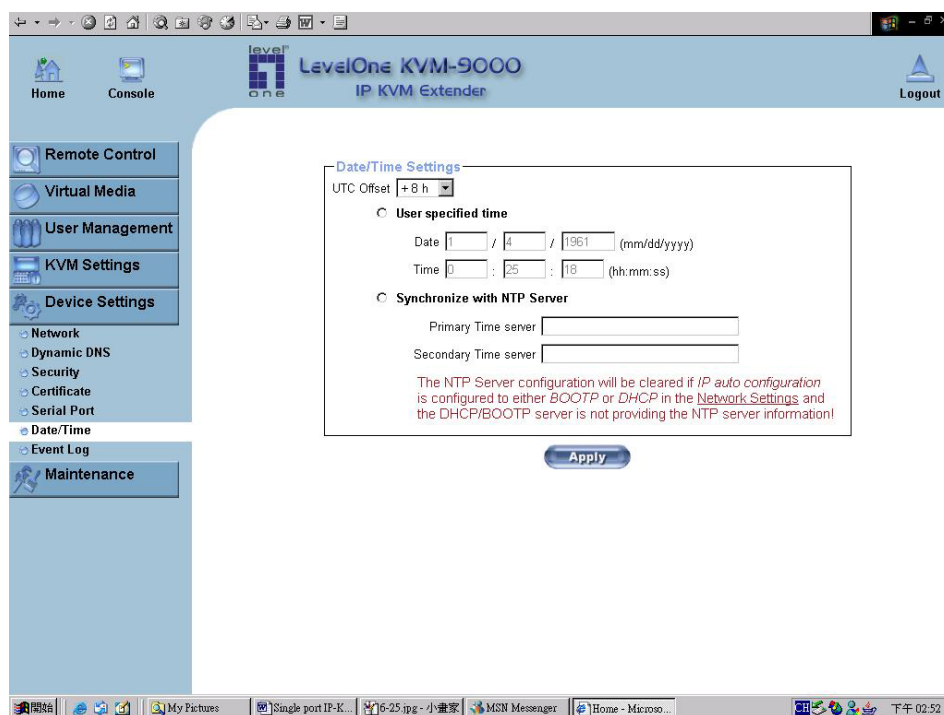 level
one
LevelOne KVM-9000
IP KVM Extender
Home
Console
Logout
Remote Control
Virtual Media
User Management
KVM Settings
Device Settings
Network
Dynamic DNS
Security
Certificate
Serial Port
Date/Time
Event Log
Maintenance
Date/Time Settings
UTC Offset +8 h
User specified time
Date 1 / 4 / 1961 (mm/dd/yyyy)
Time 0 : 25 : 18 (hh:mm:ss)
Synchronize with NTP Server
Primary Time server
Secondary Time server
The NTP Server configuration will be cleared if IP auto configuration
is configured to either BOOTP or DHCP in the Network Settings and
the DHCP/BOOTP server is not providing the NTP server information!
Apply
開始 My Pictures Single port IP-K... 6-25.jpg - 小畫家 MSN Messenger Home - Microso... CH 下午 02:52